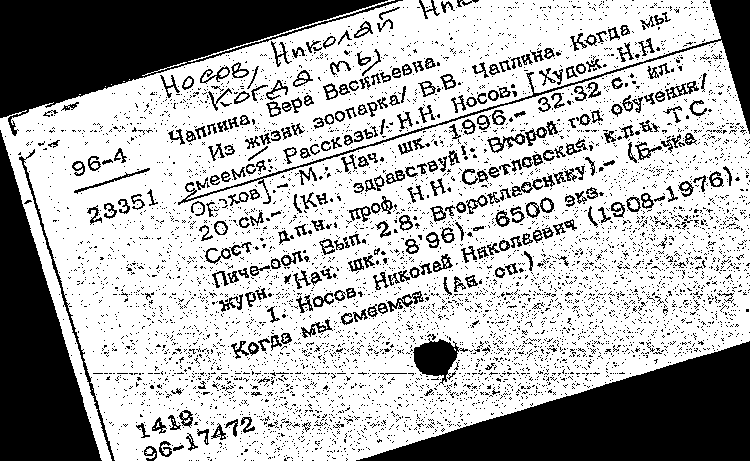 Носов, Николай
Когда мы
Чаплина, Вера Васильевна.
Из жизни зоопарка/ В.В. Чаплина. Когда мы
96-4
смеемся: Рассказы/ Н.Н. Носов; [Худож. Н.Н.
23351
Орехов].- М.: Нач. шк., 1996.- 32.32 с.: ил.;
20 см.- (Кн., здравствуй!: Второй год обучения/
Сост.: д.п.н., проф. Н.Н. Светловская, к.п.н. Т.С.
Пиче-оол; Вып. 2.8; Второкласснику).- (Б-чка
журн. "Нач. шк."; 8'96).- 6500 экз.
1. Носов, Николай Николаевич (1908-1976).
Когда мы смеемся. (Ан. оп.).
1419
96-17472